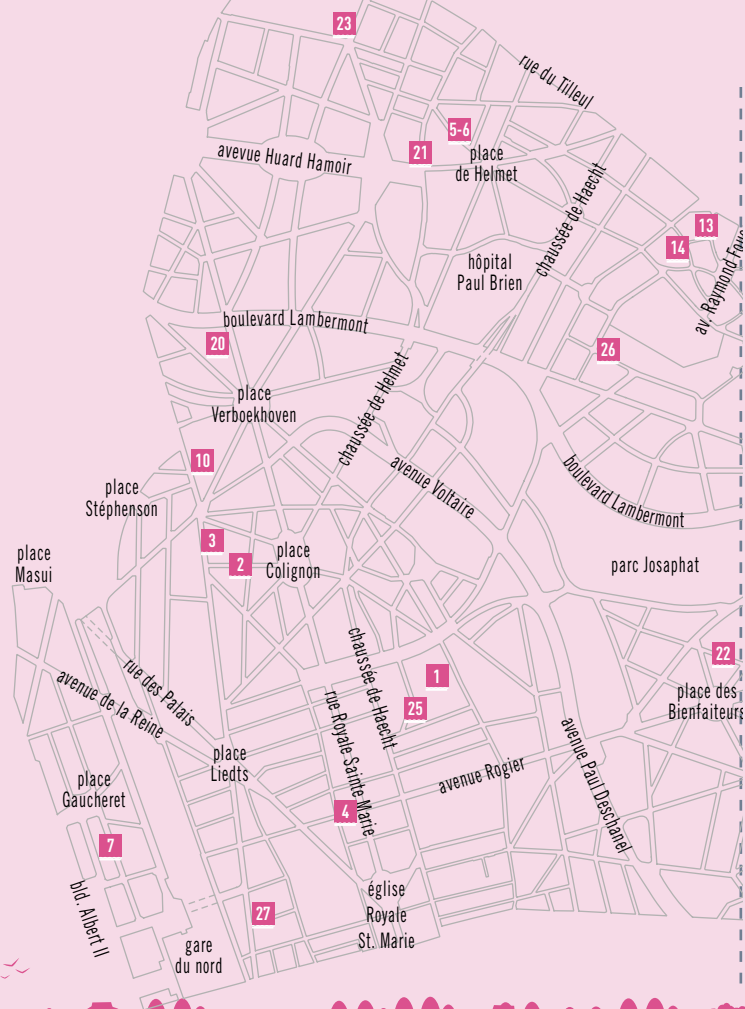 23
rue du Tilleul
5-6
21
place
de Helmet
avevue Huard Hamoir
chaussée de Haecht
13
14
hôpital
Paul Brien
av. Raymond
boulevard Lambermont
20
26
chaussée de Helmet
place
Verboekhoven
10
avenue Voltaire
boulevard Lambermont
place
Stéphenson
3
2
place
Colignon
place
Masui
parc Josaphat
chaussée de Haecht
22
1
rue des Palais
avenue de la Reine
25
place des
Bienfaiteurs
rue Royale Sainte Marie
place
Liedts
avenue Rogier
avenue Paul Deschanel
place
Gaucheret
4
7
bld. Albert II
27
église
Royale
St. Marie
gare
du nord